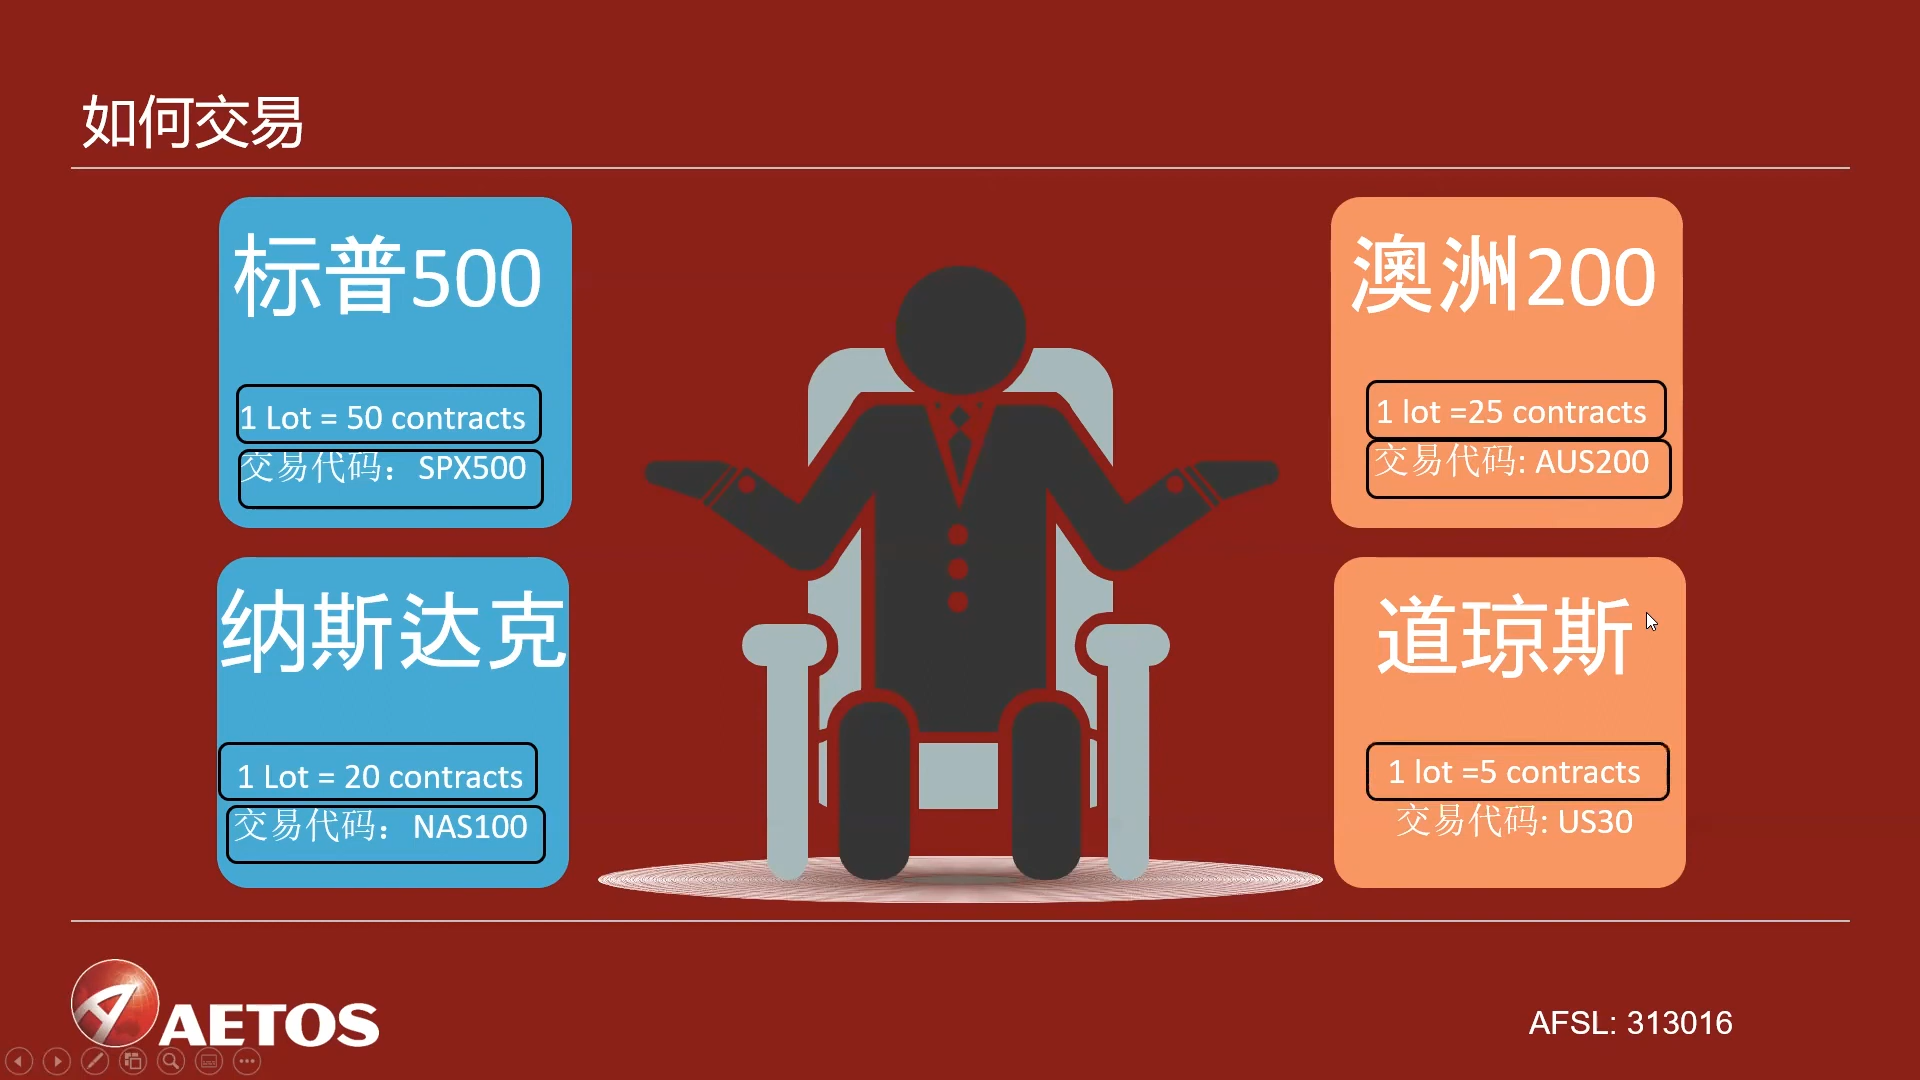 如何交易
标普500
1 Lot = 50 contracts
交易代码：SPX500
澳洲200
1 lot =25 contracts
交易代码: AUS200
纳斯达克
1 Lot = 20 contracts
交易代码：NAS100
道琼斯
1 lot =5 contracts
交易代码: US30
AETOS
AFSL: 313016